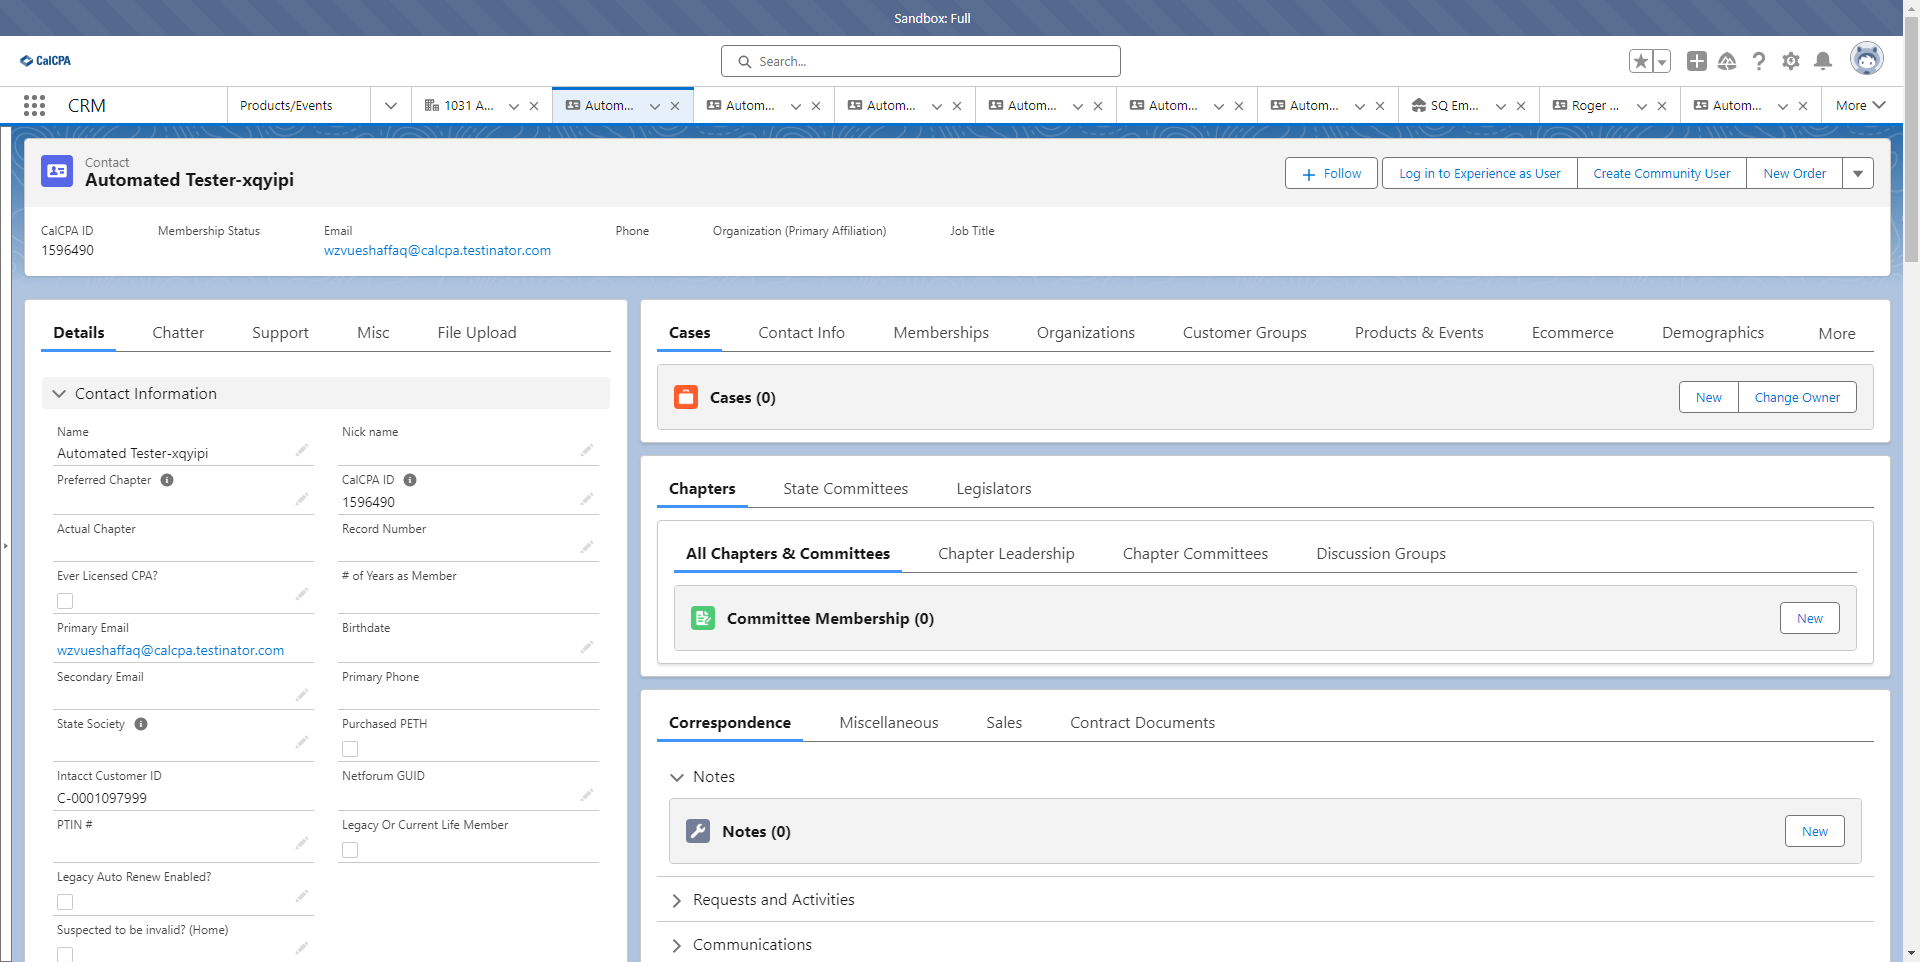 Sandbox: Full
CalCPA
Search...
CRM
Products/Events
1031 A...
Autom...
Autom...
Autom...
Autom...
Autom...
Autom...
SQ Em...
Roger ...
Autom...
More
Contact
Automated Tester-xqyipi
Follow
Log in to Experience as User
Create Community User
New Order
CalCPA ID
Membership Status
Email
Phone
Organization (Primary Affiliation)
Job Title
1596490
wzvueshaffaq@calcpa.testinator.com
Details
Chatter
Support
Misc
File Upload
Contact Information
Name
Automated Tester-xqyipi
Nick name
Preferred Chapter
CalCPA ID
1596490
Actual Chapter
Record Number
Ever Licensed CPA?
# of Years as Member
Primary Email
wzvueshaffaq@calcpa.testinator.com
Birthdate
Secondary Email
Primary Phone
State Society
Purchased PETH
Intacct Customer ID
C-0001097999
Netforum GUID
PTIN #
Legacy Or Current Life Member
Legacy Auto Renew Enabled?
Suspected to be invalid? (Home)
Cases
Contact Info
Memberships
Organizations
Customer Groups
Products & Events
Ecommerce
Demographics
More
Cases (0)
New
Change Owner
Chapters
State Committees
Legislators
All Chapters & Committees
Chapter Leadership
Chapter Committees
Discussion Groups
Committee Membership (0)
New
Correspondence
Miscellaneous
Sales
Contract Documents
Notes
Notes (0)
New
Requests and Activities
Communications